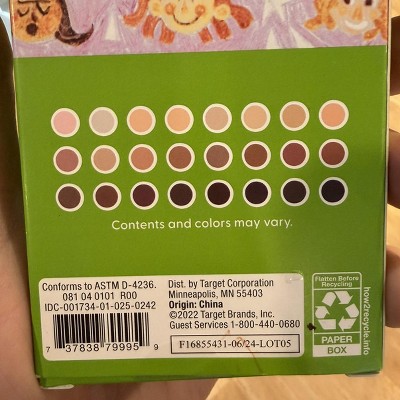 Contents and colors may vary.
Conforms to ASTM D-4236.
081 04 0101 R00
IDC-001734-01-025-0242
7 37838 79995 9
Dist. by Target Corporation
Minneapolis, MN 55403
Origin: China
©2022 Target Brands, Inc.
Guest Services 1-800-440-0680
F16855431-06/24-LOT05
Flatten Before
Recycling
PAPER
BOX
how2recycle.info